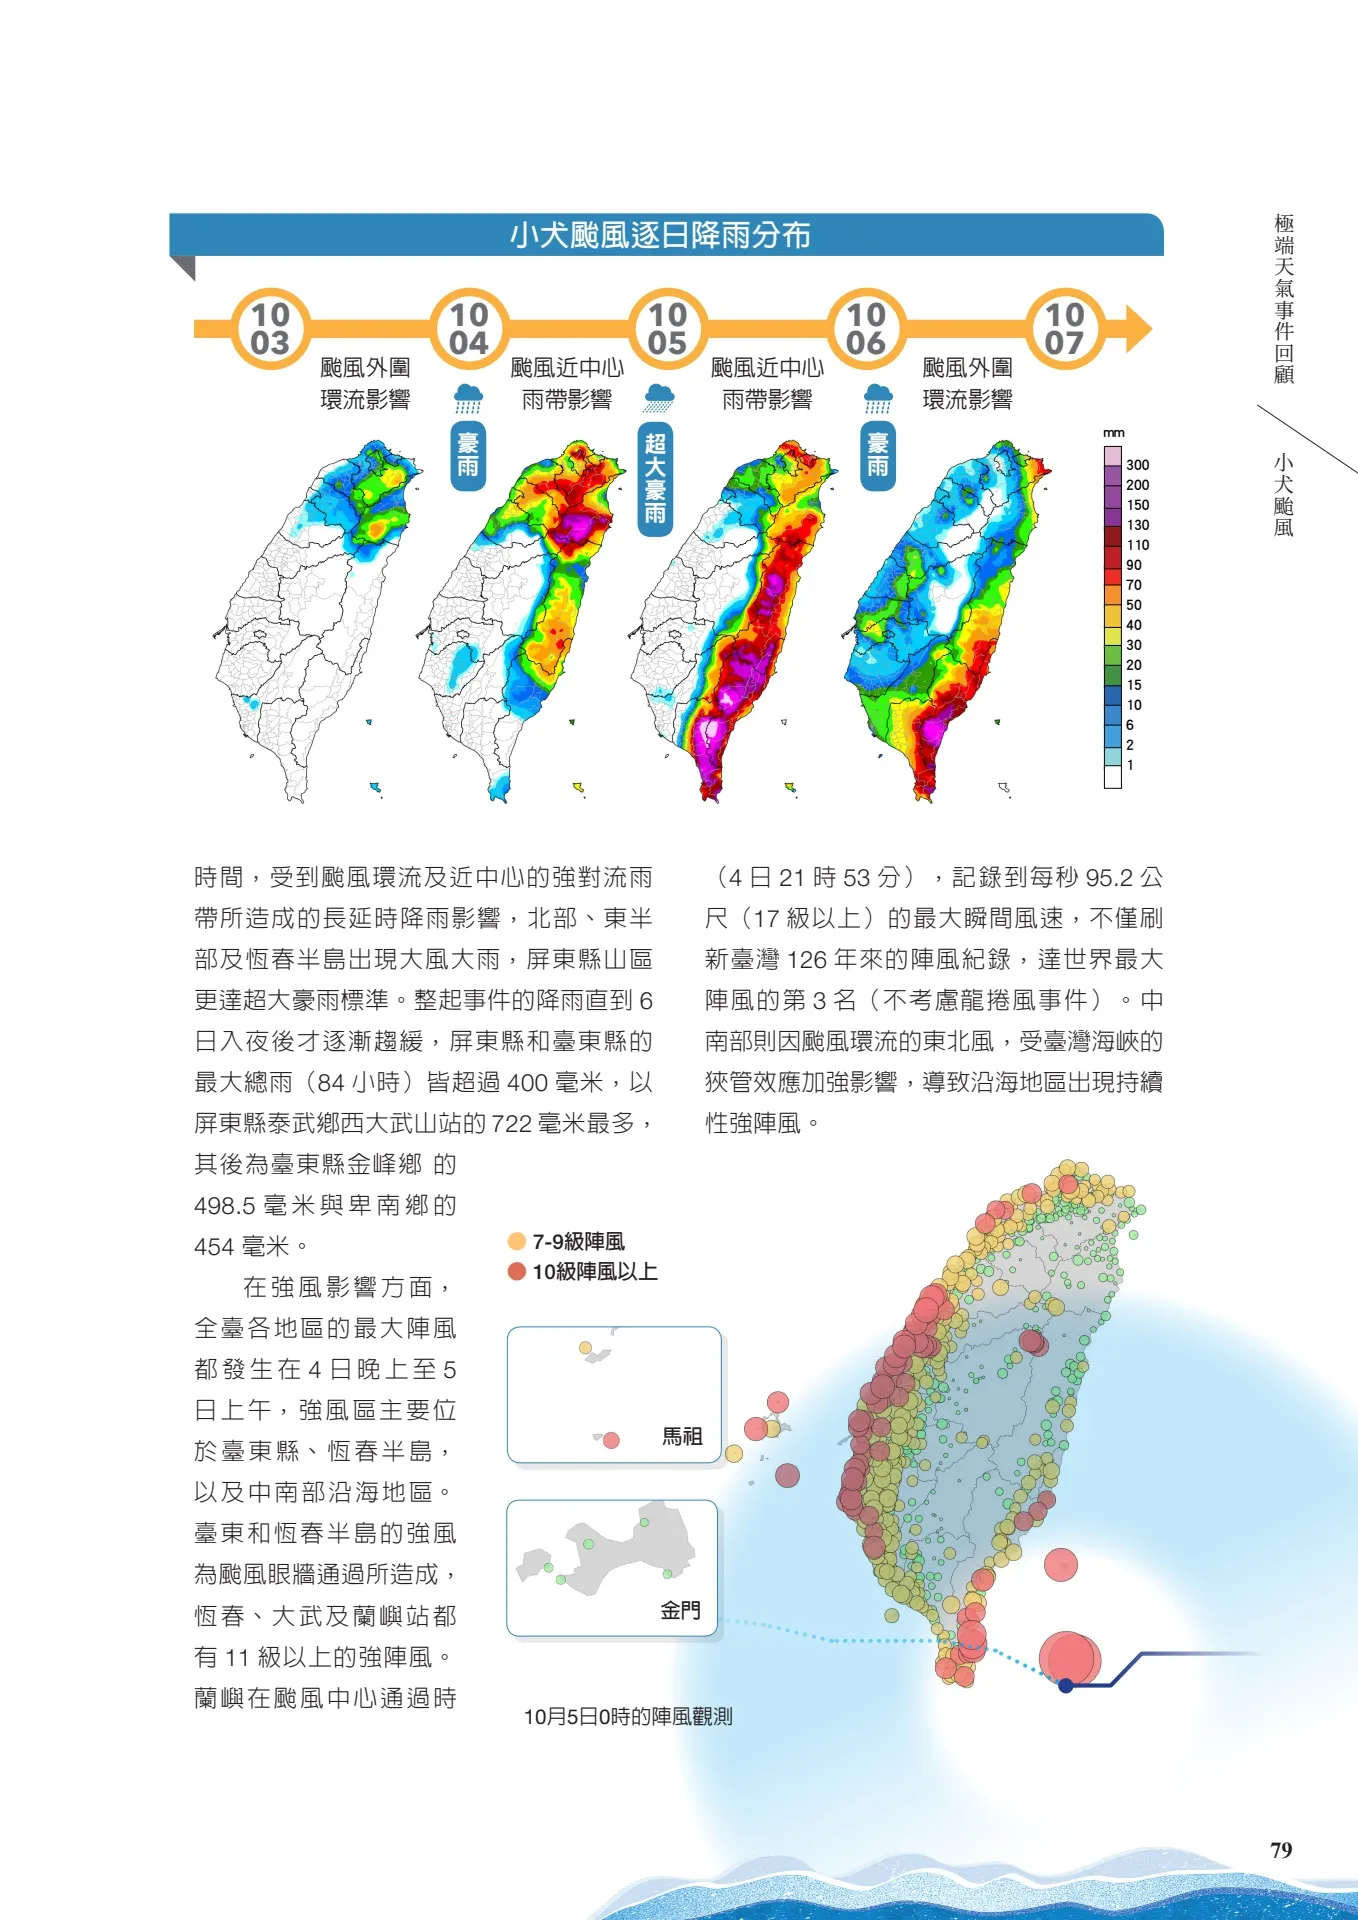 小犬颱風逐日降雨分布
10
03
10
04
10
05
10
06
10
07
颱風外圍
環流影響
颱風近中心
雨帶影響
颱風近中心
雨帶影響
颱風外圍
環流影響
豪雨
超大豪雨
豪雨
mm
300
200
150
130
110
90
70
50
40
30
20
15
10
6
2
1
時間，受到颱風環流及近中心的強對流雨
帶所造成的長延時降雨影響，北部、東半
部及恆春半島出現大風大雨，屏東縣山區
更達超大豪雨標準。整起事件的降雨直到 6
日入夜後才逐漸趨緩，屏東縣和臺東縣的
最大總雨（84 小時）皆超過 400 毫米，以
屏東縣泰武鄉西大武山站的 722 毫米最多，
其後為臺東縣金峰鄉 的
498.5 毫米與卑南鄉的
454 毫米。
在強風影響方面，
全臺各地區的最大陣風
都發生在 4 日晚上至 5
日上午，強風區主要位
於臺東縣、恆春半島，
以及中南部沿海地區。
臺東和恆春半島的強風
為颱風眼牆通過所造成，
恆春、大武及蘭嶼站都
有 11 級以上的強陣風。
蘭嶼在颱風中心通過時
（4 日 21 時 53 分），記錄到每秒 95.2 公
尺（17 級以上）的最大瞬間風速，不僅刷
新臺灣 126 年來的陣風紀錄，達世界最大
陣風的第 3 名（不考慮龍捲風事件）。中
南部則因颱風環流的東北風，受臺灣海峽的
狹管效應加強影響，導致沿海地區出現持續
性強陣風。
7-9級陣風
10級陣風以上
馬祖
金門
10月5日0時的陣風觀測
極端天氣事件回顧
小犬颱風
79